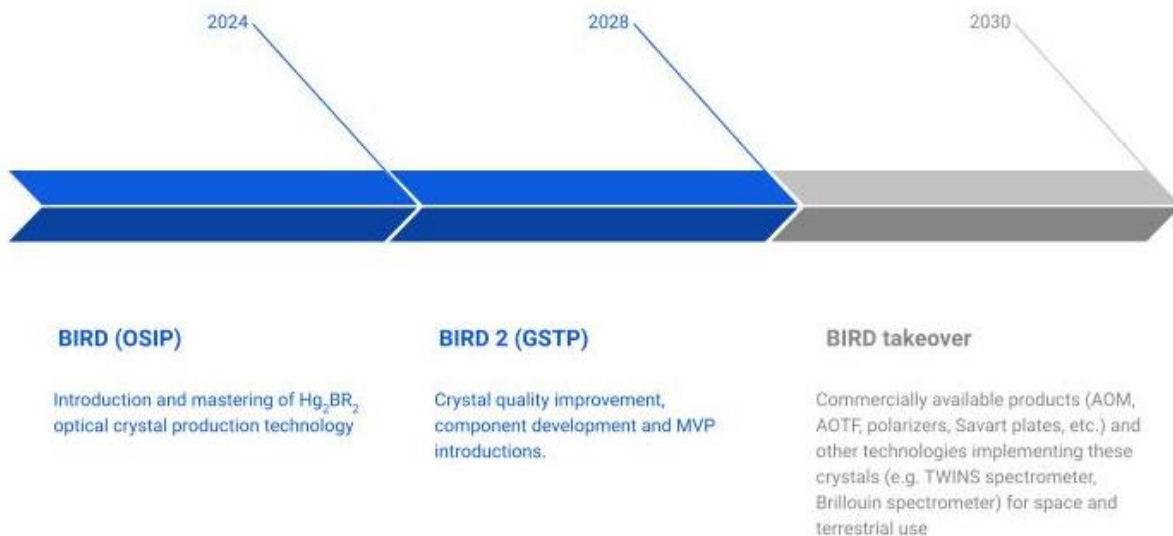 2024
2028
2030
BIRD (OSIP)
Introduction and mastering of Hg₂BR₂
optical crystal production technology
BIRD 2 (GSTP)
Crystal quality improvement,
component development and MVP
introductions.
BIRD takeover
Commercially available products (AOM,
AOTF, polarizers, Savart plates, etc.) and
other technologies implementing these
crystals (e.g. TWINS spectrometer,
Brillouin spectrometer) for space and
terrestrial use